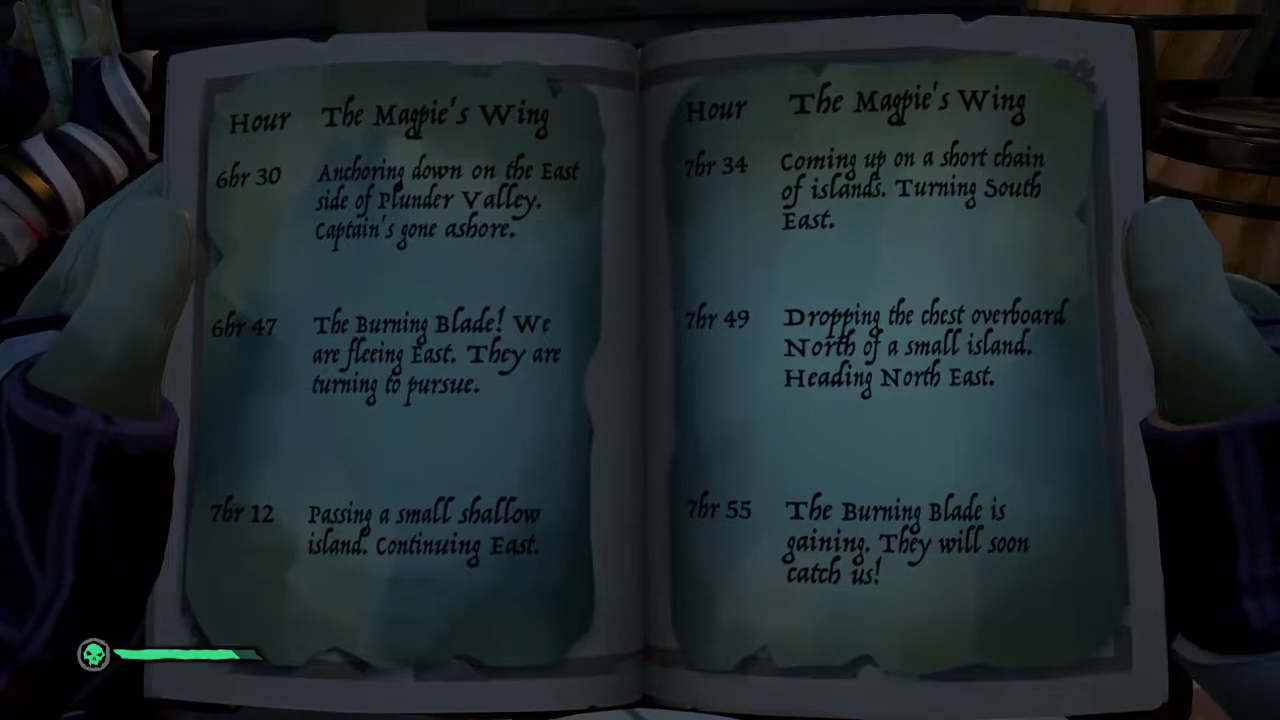 Hour The Magpie's Wing
6hr 30 Anchoring down on the East
side of Plunder Valley.
Captain's gone ashore.
6hr 47 The Burning Blade! We
are fleeing East. They are
turning to pursue.
7hr 12 Passing a small shallow
island. Continuing East.
Hour The Magpie's Wing
7hr 34 Coming up on a short chain
of islands. Turning South
East.
7hr 49 Dropping the chest overboard
North of a small island.
Heading North East.
7hr 55 The Burning Blade is
gaining. They will soon
catch us!